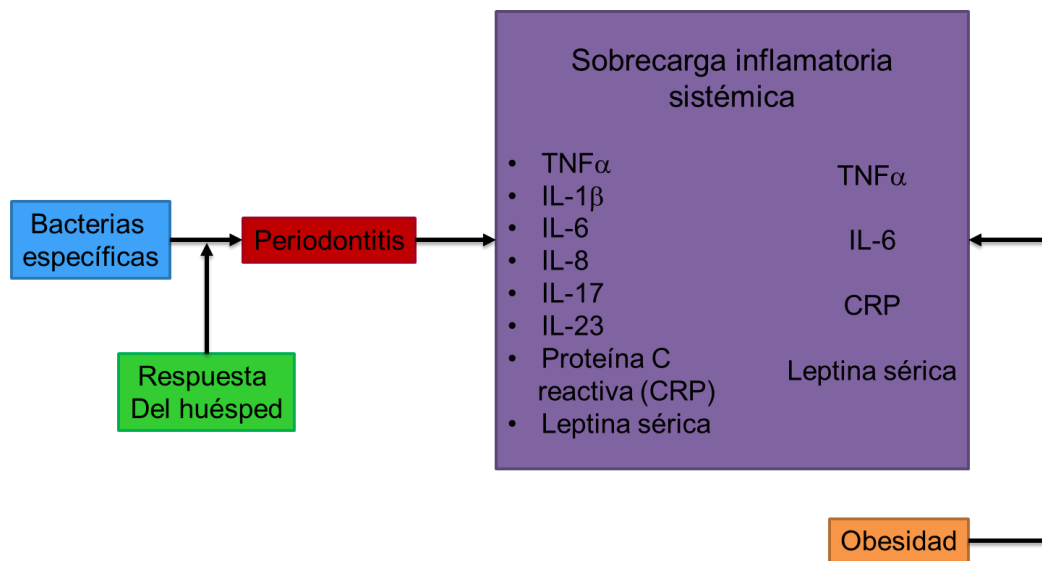 Sobrecarga inflamatoria
sistémica
• TNFα
• IL-1β
• IL-6
• IL-8
• IL-17
• IL-23
• Proteína C
reactiva (CRP)
• Leptina sérica
TNFα
IL-6
CRP
Leptina sérica
Bacterias
específicas
Periodontitis
Respuesta
Del huésped
Obesidad